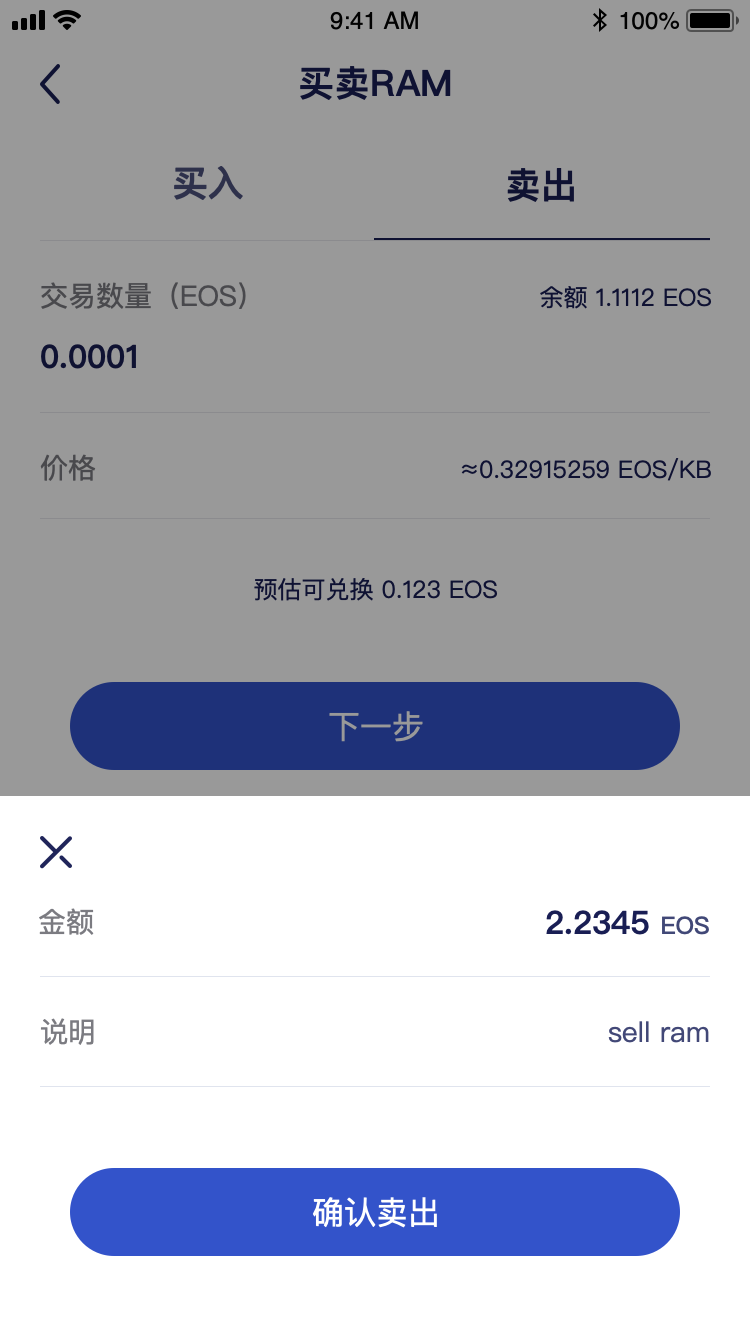 9:41 AM
100%
买卖RAM
买入
卖出
交易数量（EOS）
余额 1.1112 EOS
0.0001
价格
≈0.32915259 EOS/KB
预估可兑换 0.123 EOS
下一步
金额
2.2345 EOS
说明
sell ram
确认卖出